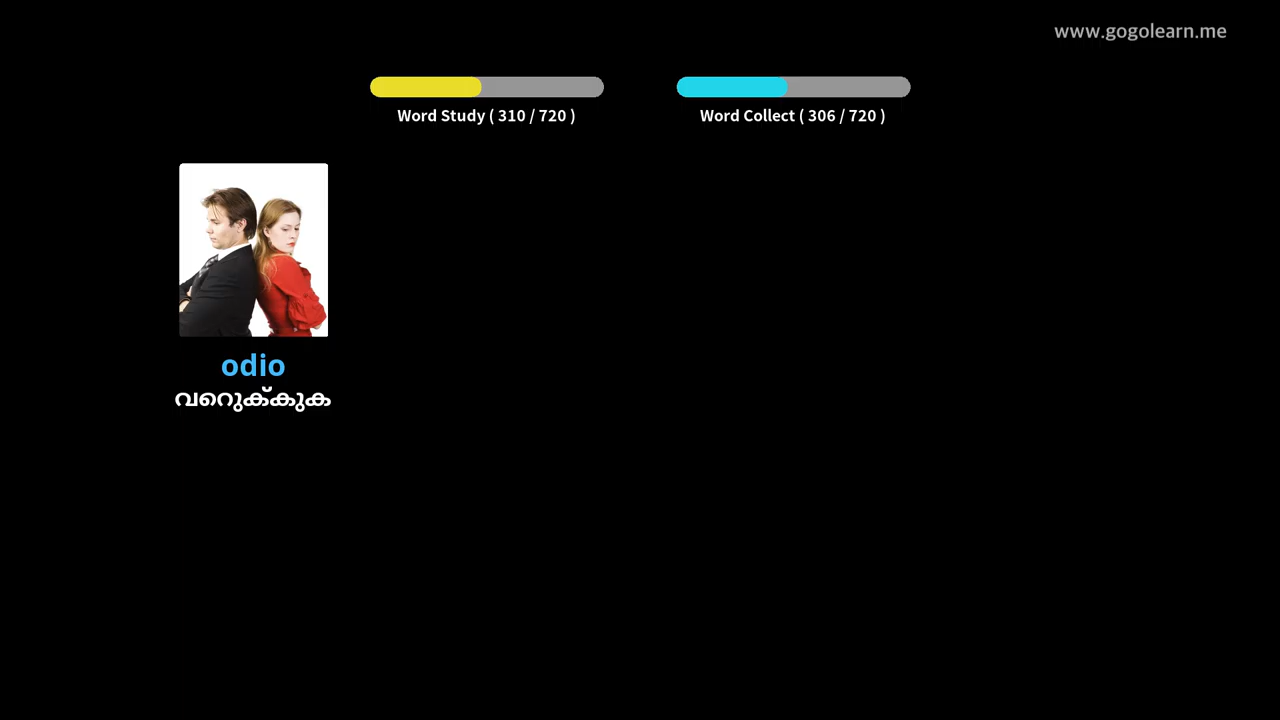 www.gogolearn.me
Word Study ( 310 / 720 )
Word Collect ( 306 / 720 )
odio
വെറുക്കുക